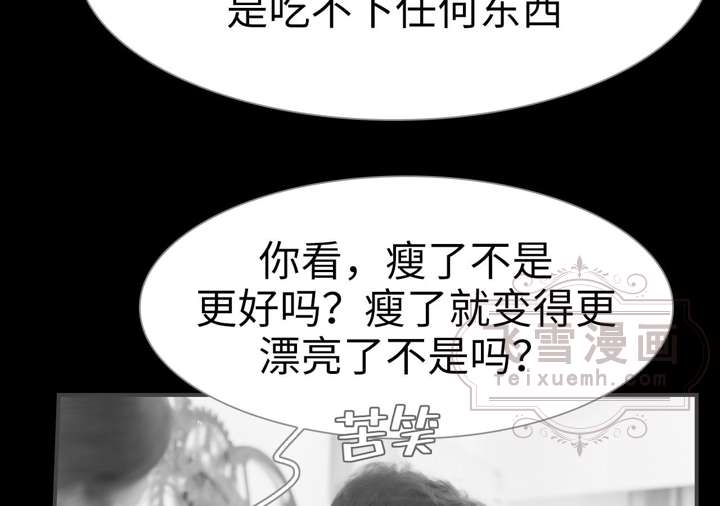 是吃不下任何东西
你看，瘦了不是
更好吗？瘦了就变得更
漂亮了不是吗？
飞雪漫画
feixuemh.com
苦笑